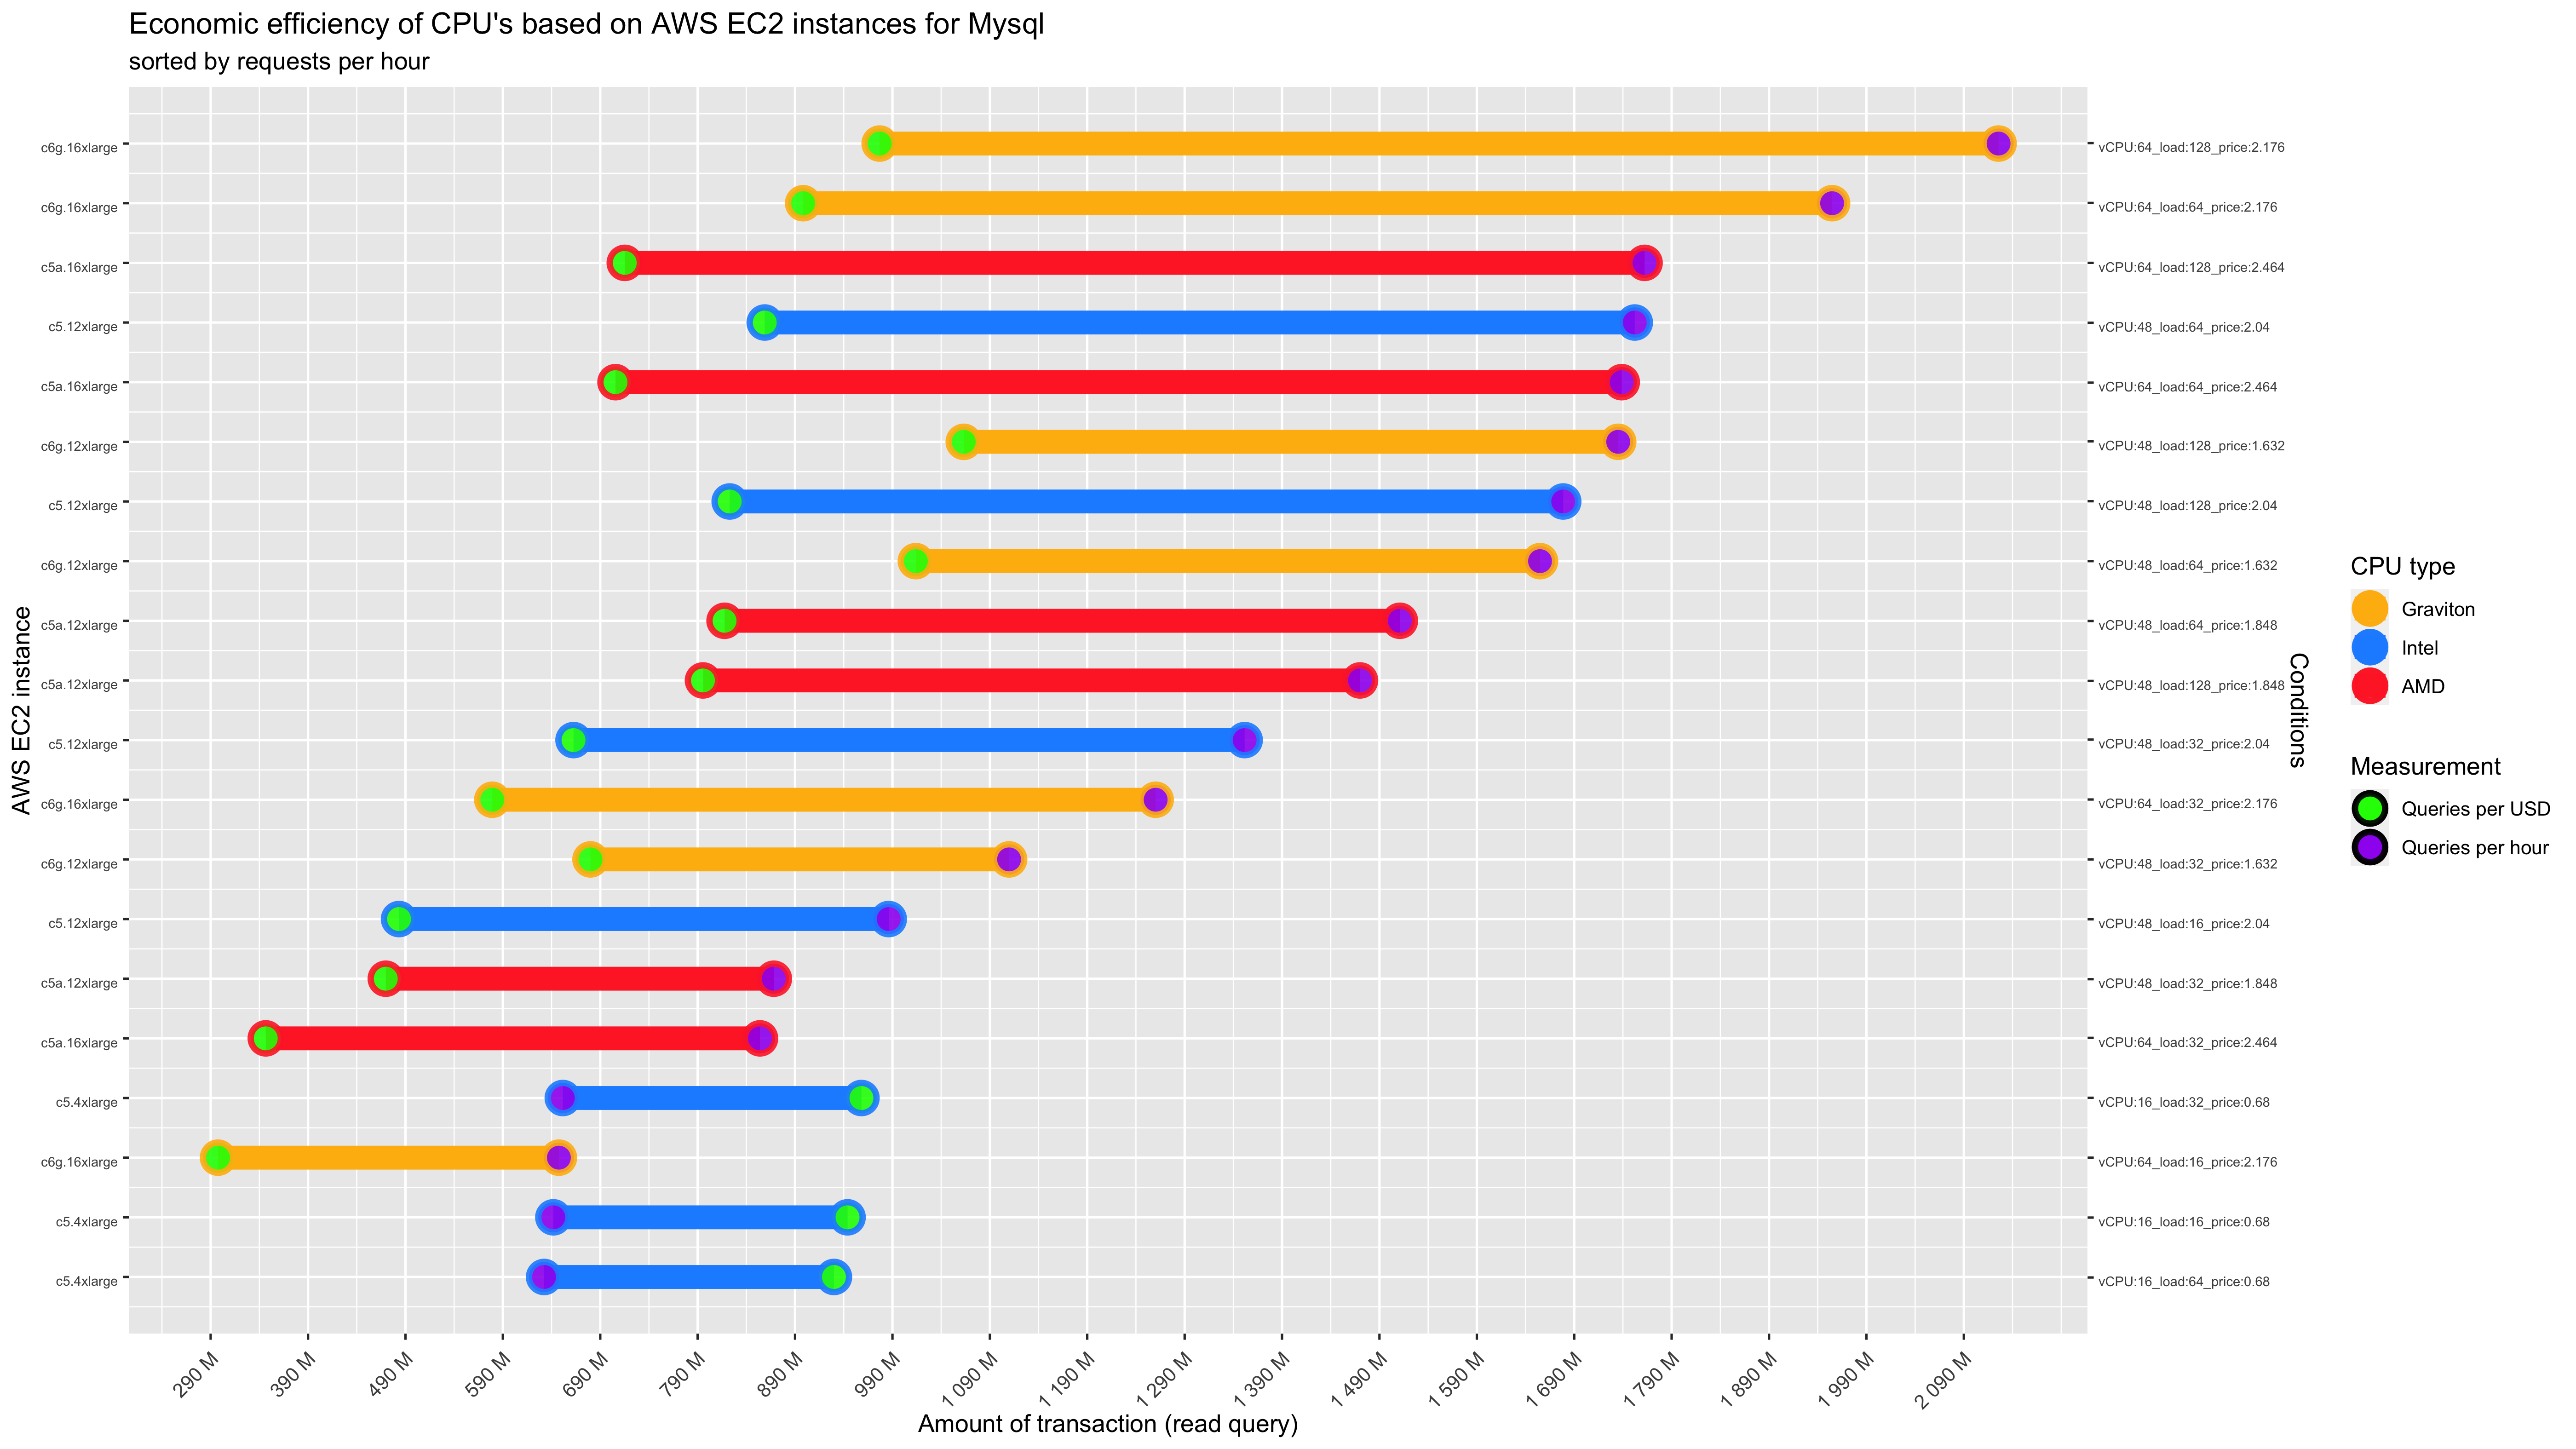 Economic efficiency of CPU's based on AWS EC2 instances for Mysql
sorted by requests per hour
AWS EC2 instance
c6g.16xlarge
c6g.16xlarge
c5a.16xlarge
c5.12xlarge
c5a.16xlarge
c6g.12xlarge
c5.12xlarge
c6g.12xlarge
c5a.12xlarge
c5a.12xlarge
c5.12xlarge
c6g.16xlarge
c6g.12xlarge
c5.12xlarge
c5a.12xlarge
c5a.16xlarge
c5.4xlarge
c6g.16xlarge
c5.4xlarge
c5.4xlarge
vCPU:64_load:128_price:2.176
vCPU:64_load:64_price:2.176
vCPU:64_load:128_price:2.464
vCPU:48_load:64_price:2.04
vCPU:64_load:64_price:2.464
vCPU:48_load:128_price:1.632
vCPU:48_load:128_price:2.04
vCPU:48_load:64_price:1.632
vCPU:48_load:64_price:1.848
vCPU:48_load:128_price:1.848
vCPU:48_load:32_price:2.04
vCPU:64_load:32_price:2.176
vCPU:48_load:32_price:1.632
vCPU:48_load:16_price:2.04
vCPU:48_load:32_price:1.848
vCPU:64_load:32_price:2.464
vCPU:16_load:32_price:0.68
vCPU:64_load:16_price:2.176
vCPU:16_load:16_price:0.68
vCPU:16_load:64_price:0.68
Conditions
290 M
390 M
490 M
590 M
690 M
790 M
890 M
990 M
1 090 M
1 190 M
1 290 M
1 390 M
1 490 M
1 590 M
1 690 M
1 790 M
1 890 M
1 990 M
2 090 M
Amount of transaction (read query)
CPU type
Graviton
Intel
AMD
Measurement
Queries per USD
Queries per hour